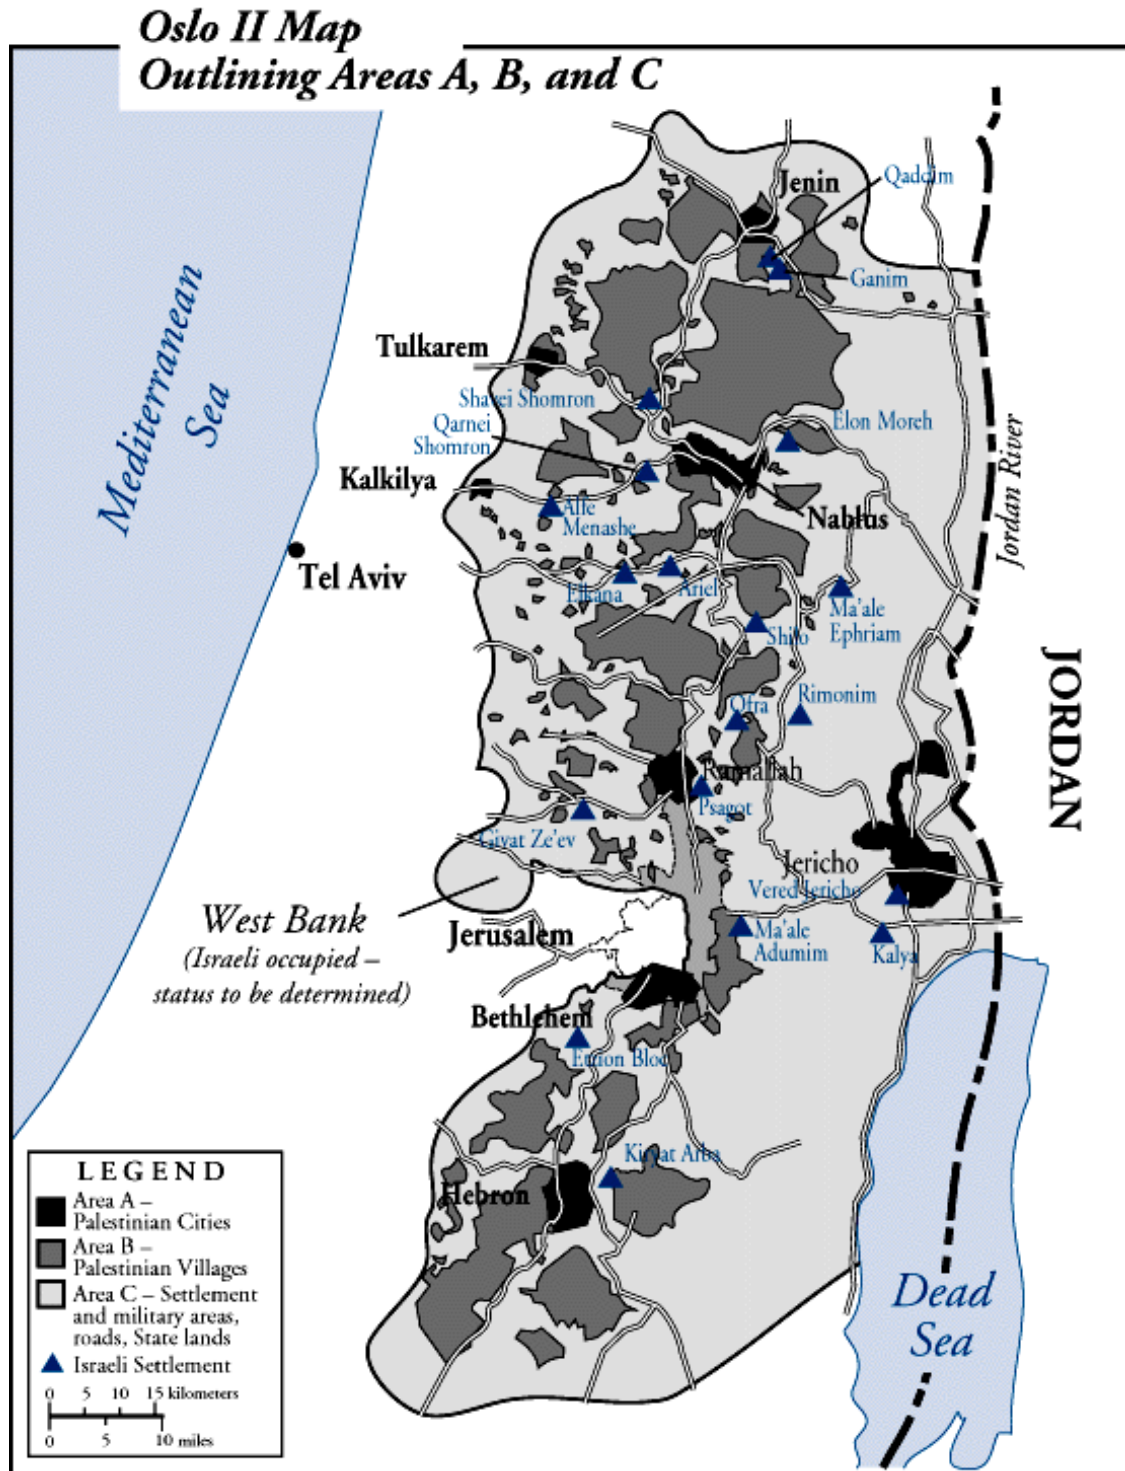 Oslo II Map
Outlining Areas A, B, and C
Mediterranean
Sea
Jenin
Qaddim
Ganim
Tulkarem
Shavei Shomron
Qarnei
Shomron
Elon Moreh
Kalkilya
Alfe
Menashe
Nablus
Jordan River
Tel Aviv
Elkana
Ariel
Ma'ale
Ephriam
Shilo
JORDAN
Ofra
Rimonim
Ramallah
Psagot
Givat Ze'ev
Jericho
Vered Jericho
West Bank
(Israeli occupied –
status to be determined)
Jerusalem
Ma'ale
Adumim
Kalya
Bethlehem
Etzion Bloc
Kiryat Arba
Hebron
Dead
Sea
LEGEND
Area A –
Palestinian Cities
Area B –
Palestinian Villages
Area C – Settlement
and military areas,
roads, State lands
Israeli Settlement
0 5 10 15 kilometers
0 5 10 miles